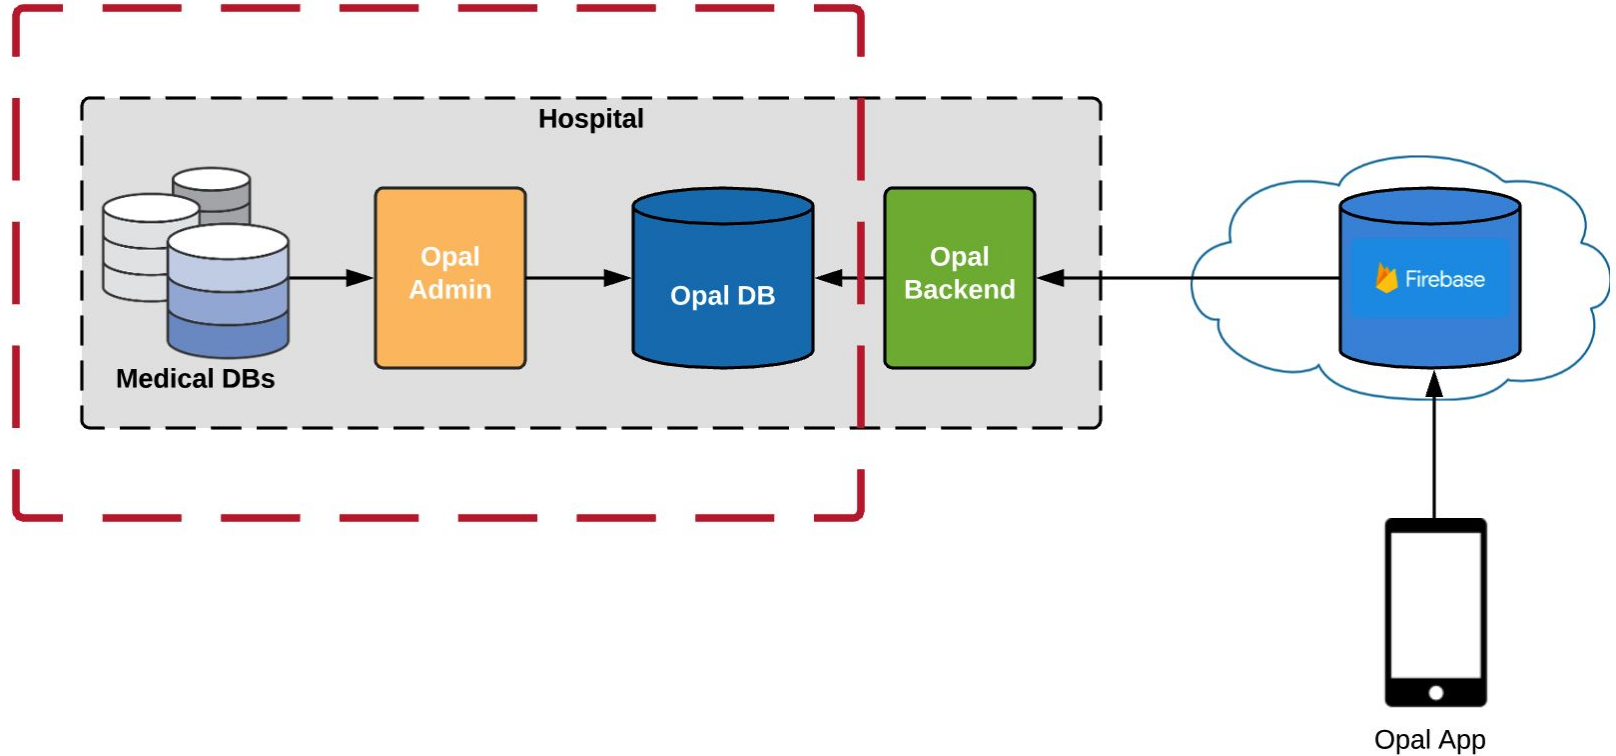 Hospital
Opal
Admin
Opal DB
Opal
Backend
Firebase
Medical DBs
Opal App